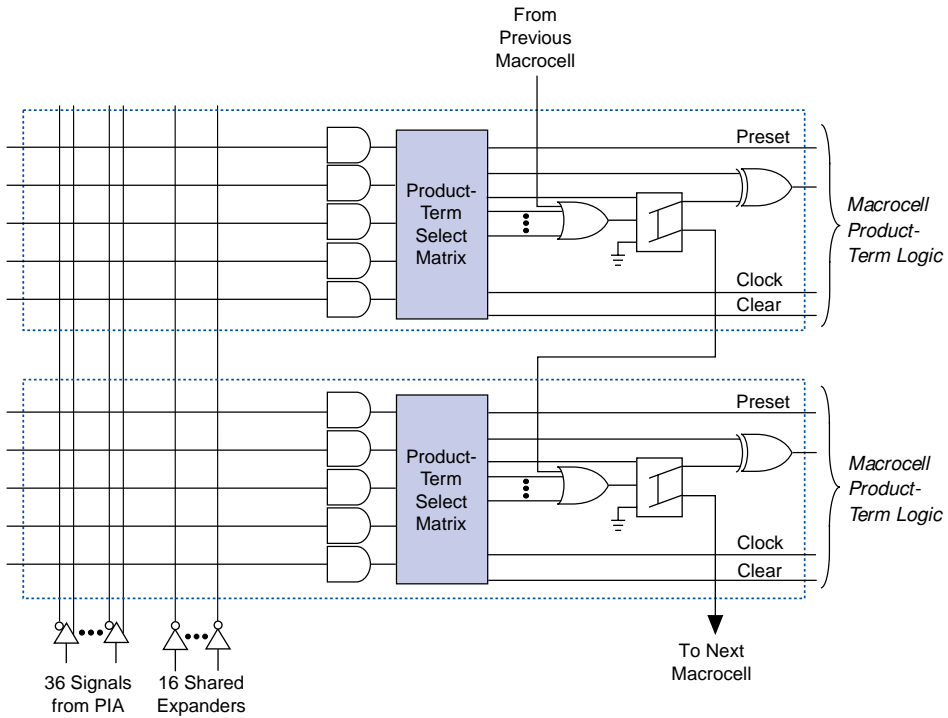 From
Previous
Macrocell
Preset
Product-
Term
Select
Matrix
Macrocell
Product-
Term Logic
Clock
Clear
Preset
Product-
Term
Select
Matrix
Macrocell
Product-
Term Logic
Clock
Clear
To Next
Macrocell
36 Signals
from PIA
16 Shared
Expanders